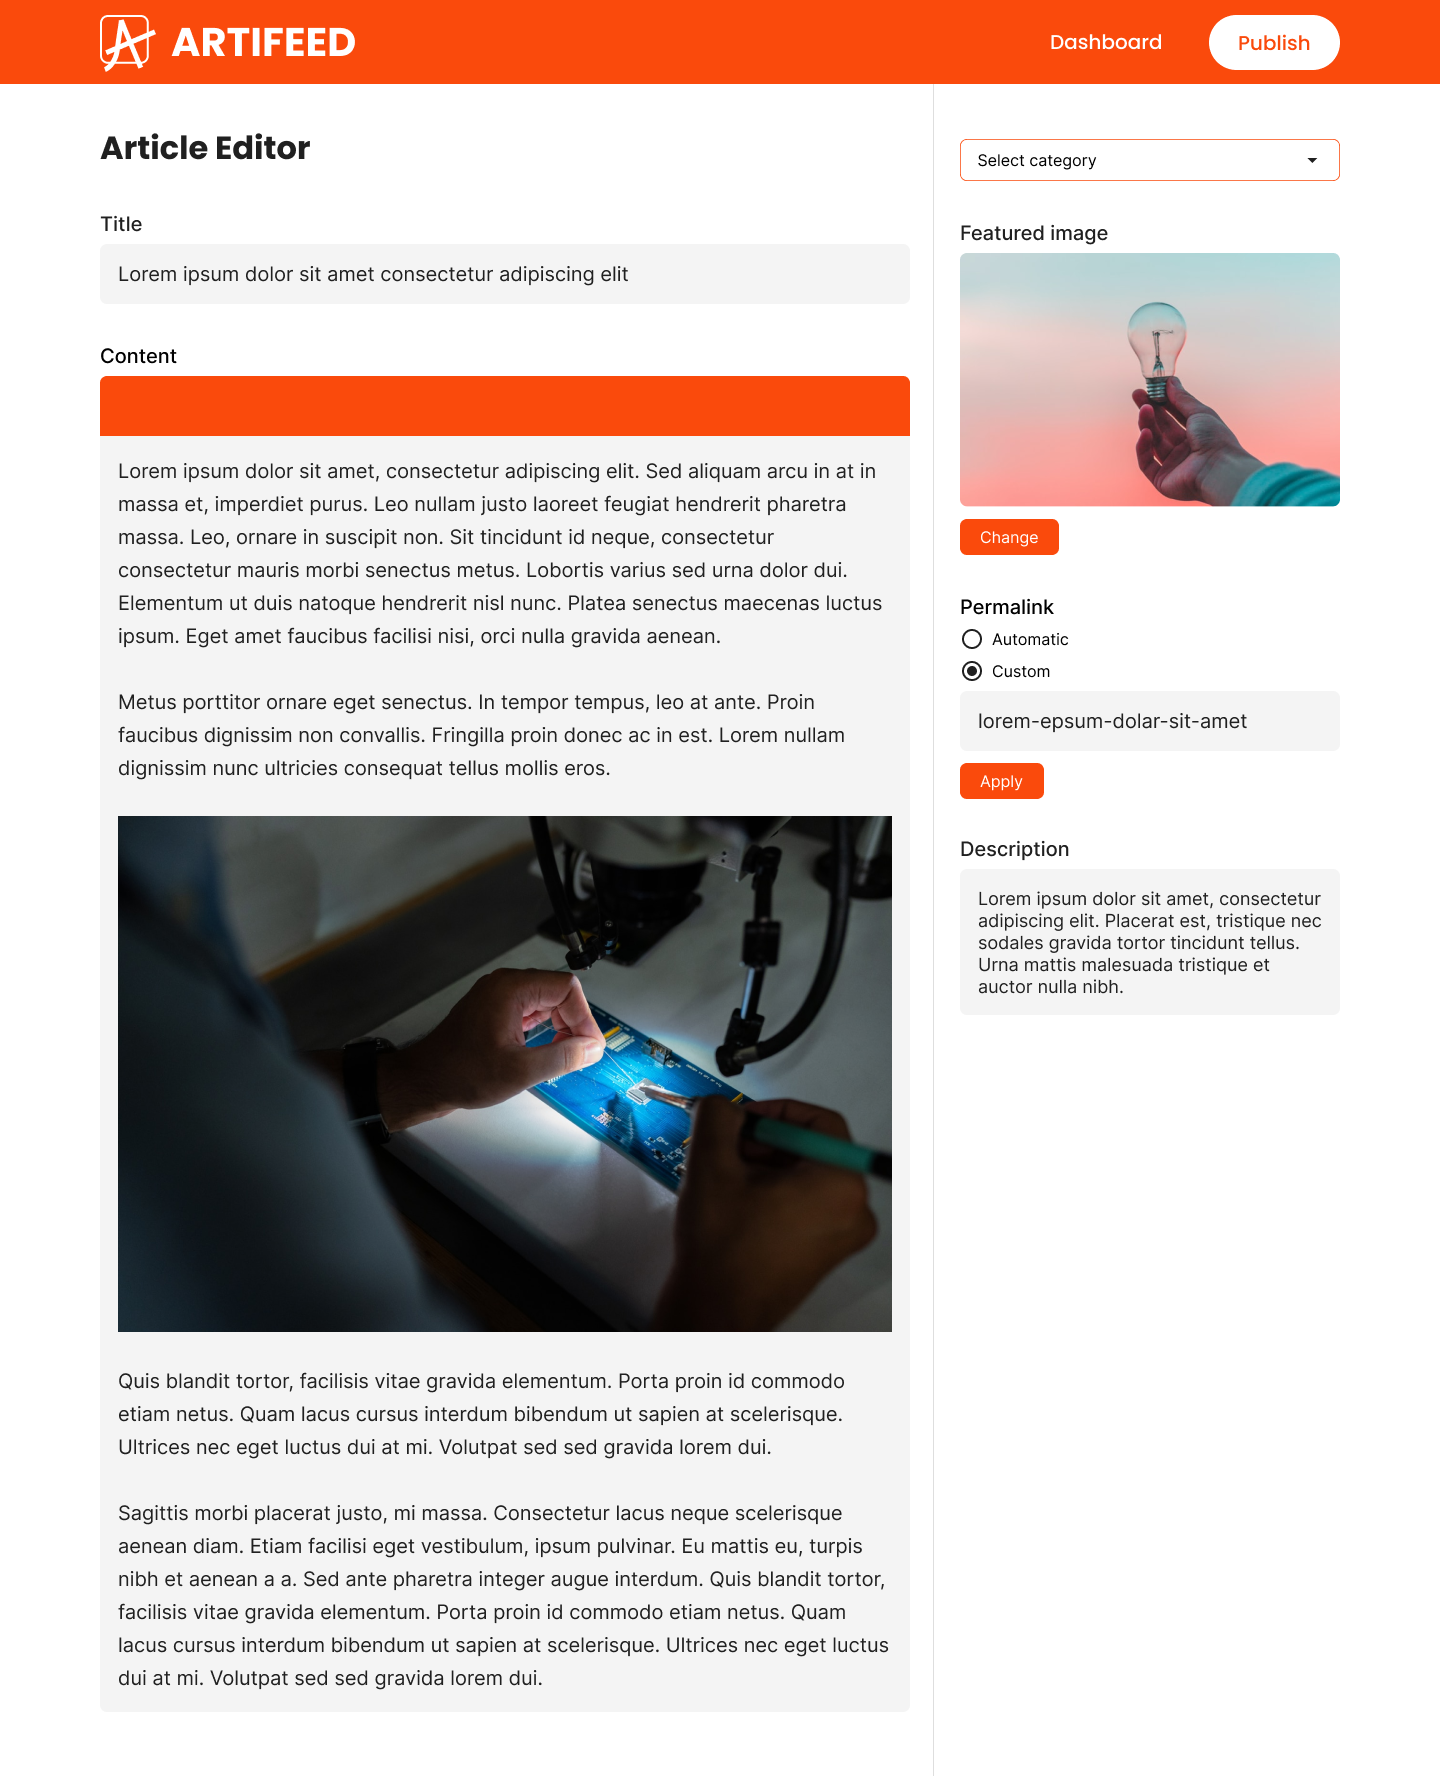 ARTIFEED
Dashboard
Publish
Article Editor
Title
Lorem ipsum dolor sit amet consectetur adipiscing elit
Content
Lorem ipsum dolor sit amet, consectetur adipiscing elit. Sed aliquam arcu in at in
massa et, imperdiet purus. Leo nullam justo laoreet feugiat hendrerit pharetra
massa. Leo, ornare in suscipit non. Sit tincidunt id neque, consectetur
consectetur mauris morbi senectus metus. Lobortis varius sed urna dolor dui.
Elementum ut duis natoque hendrerit nisl nunc. Platea senectus maecenas luctus
ipsum. Eget amet faucibus facilisi nisi, orci nulla gravida aenean.
Metus porttitor ornare eget senectus. In tempor tempus, leo at ante. Proin
faucibus dignissim non convallis. Fringilla proin donec ac in est. Lorem nullam
dignissim nunc ultricies consequat tellus mollis eros.
Quis blandit tortor, facilisis vitae gravida elementum. Porta proin id commodo
etiam netus. Quam lacus cursus interdum bibendum ut sapien at scelerisque.
Ultrices nec eget luctus dui at mi. Volutpat sed sed gravida lorem dui.
Sagittis morbi placerat justo, mi massa. Consectetur lacus neque scelerisque
aenean diam. Etiam facilisi eget vestibulum, ipsum pulvinar. Eu mattis eu, turpis
nibh et aenean a a. Sed ante pharetra integer augue interdum. Quis blandit tortor,
facilisis vitae gravida elementum. Porta proin id commodo etiam netus. Quam
lacus cursus interdum bibendum ut sapien at scelerisque. Ultrices nec eget luctus
dui at mi. Volutpat sed sed gravida lorem dui.
Select category
Featured image
Change
Permalink
Automatic
Custom
lorem-epsum-dolar-sit-amet
Apply
Description
Lorem ipsum dolor sit amet, consectetur
adipiscing elit. Placerat est, tristique nec
sodales gravida tortor tincidunt tellus.
Urna mattis malesuada tristique et
auctor nulla nibh.